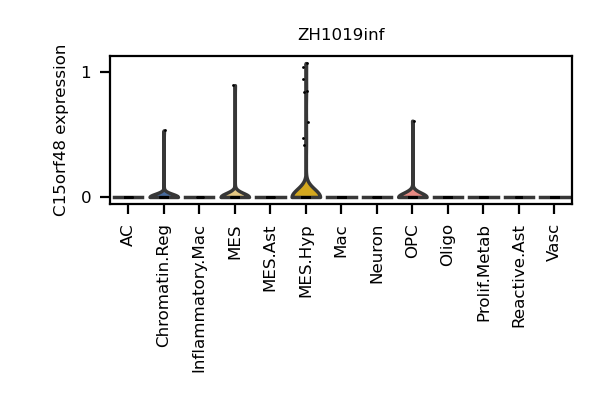 ZH1019inf
C15orf48 expression
1
0
AC
Chromatin.Reg
Inflammatory.Mac
MES
MES.Ast
MES.Hyp
Mac
Neuron
OPC
Oligo
Prolif.Metab
Reactive.Ast
Vasc